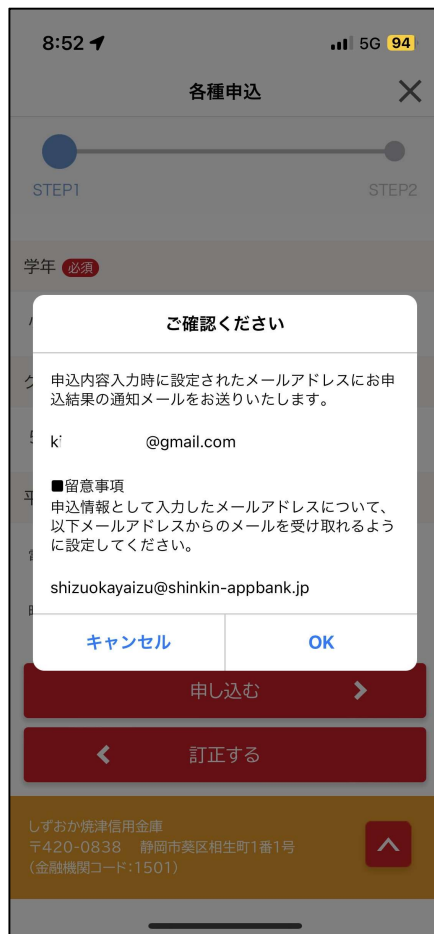 8:52
5G 94
各種申込
STEP1
STEP2
学年 必須
ご確認ください
申込内容入力時に設定されたメールアドレスにお申
込結果の通知メールをお送りいたします。
@gmail.com
■留意事項
申込情報として入力したメールアドレスについて、
以下メールアドレスからのメールを受け取れるよう
に設定してください。
shizuokayaizu@shinkin-appbank.jp
キャンセル
OK
申し込む
訂正する
しずおか焼津信用金庫
〒420-0838 静岡市葵区相生町1番1号
(金融機関コード:1501)